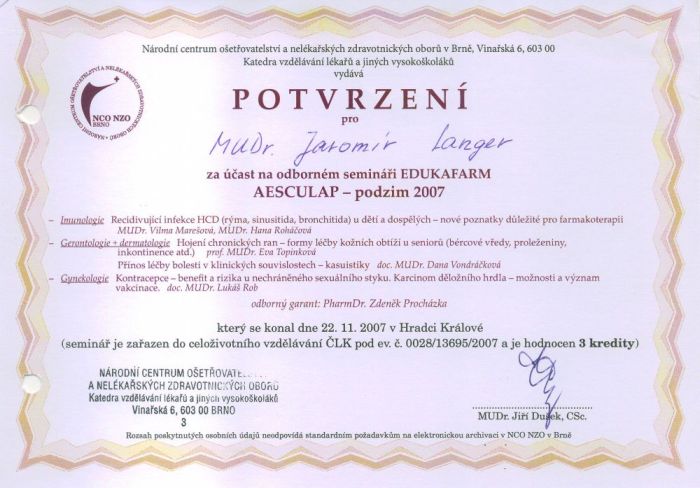 Národní centrum ošetřovatelství a nelékařských zdravotnických oborů v Brně, Vinařská 6, 603 00
Katedra vzdělávání lékařů a jiných vysokoškoláků
vydává
NÁRODNÍ CENTRUM OŠETŘOVATELSTVÍ A NELÉKAŘSKÝCH ZDRAVOTNICKÝCH OBORŮ
NCO NZO
BRNO
POTVRZENÍ
pro
MUDr. Jaromír Langer
za účast na odborném semináři EDUKAFARM
AESCULAP – podzim 2007
– Imunologie Recidivující infekce HCD (rýma, sinusitida, bronchitida) u dětí a dospělých – nové poznatky důležité pro farmakoterapii
MUDr. Vilma Marešová, MUDr. Hana Roháčová
– Gerontologie + dermatologie Hojení chronických ran – formy léčby kožních obtíží u seniorů (bércové vředy, proleženiny,
inkontinence atd.) prof. MUDr. Eva Topinková
Přínos léčby bolesti v klinických souvislostech – kasuistiky doc. MUDr. Dana Vondráčková
– Gynekologie Kontracepce – benefit a rizika u nechráněného sexuálního styku. Karcinom děložního hrdla – možnosti a význam
vakcinace. doc. MUDr. Lukáš Rob
odborný garant: PharmDr. Zdeněk Procházka
který se konal dne 22. 11. 2007 v Hradci Králové
(seminář je zařazen do celoživotního vzdělávání ČLK pod ev. č. 0028/13695/2007 a je hodnocen 3 kredity)
NÁRODNÍ CENTRUM
A NELÉKAŘSKÝCH ZDRAVOTNICKÝCH OBORŮ
Katedra vzdělávání lékařů a jiných vysokoškoláků
Vinařská 6, 603 00 BRNO
3
MUDr. Jiří Dušek, CSc.
Rozsah poskytnutých osobních údajů neodpovídá standardním požadavkům na elektronickou archivaci v NCO NZO v Brně